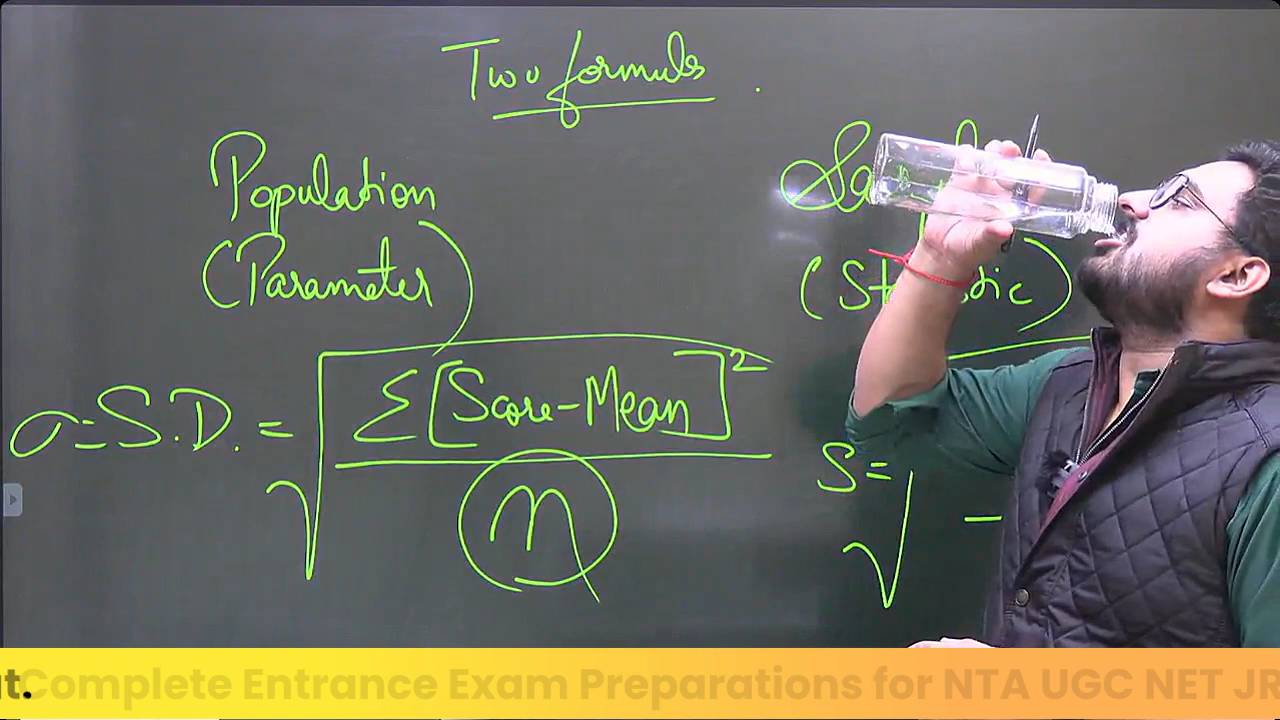 Two formulas
Population
(Parameter)
σ = S.D. = √ Σ[Score-Mean]²
n
S = √
t. Complete Entrance Exam Preparations for NTA UGC NET JR